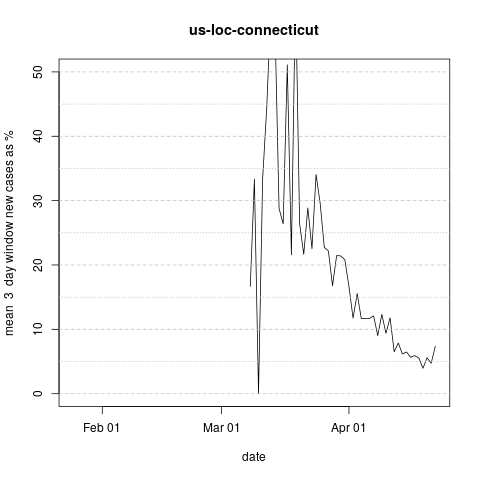 us-loc-connecticut
mean 3 day window new cases as %
50
40
30
20
10
0
Feb 01
Mar 01
Apr 01
date